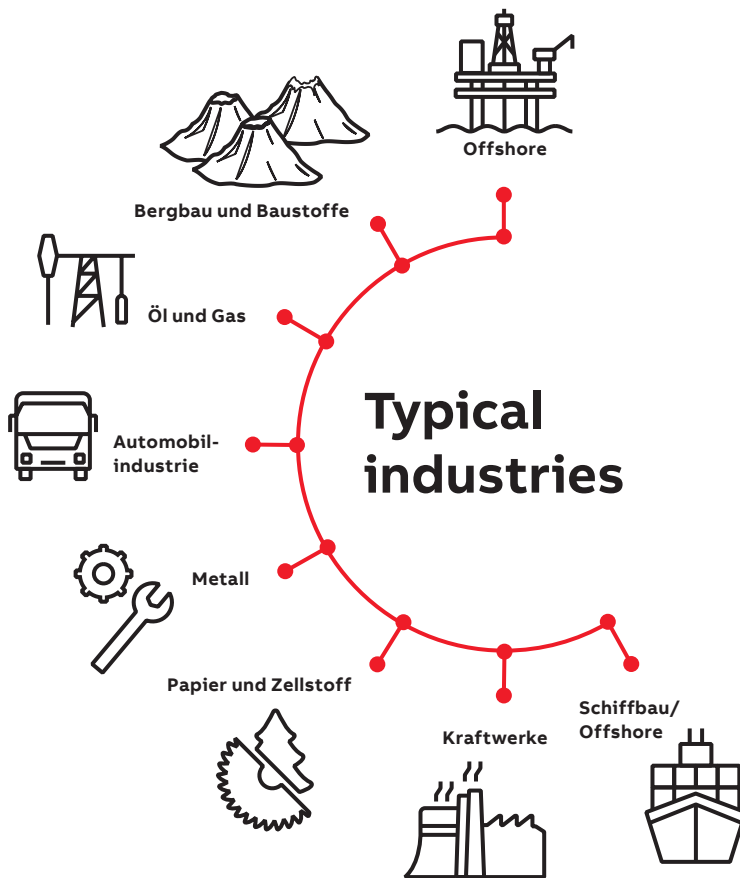 Offshore
Bergbau und Baustoffe
Öl und Gas
Typical
industries
Automobil-
industrie
Metall
Papier und Zellstoff
Kraftwerke
Schiffbau/
Offshore